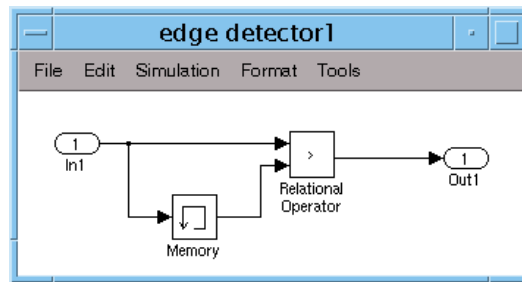 edge detector1
File Edit Simulation Format Tools
1
In1
Memory
>
Relational
Operator
1
Out1